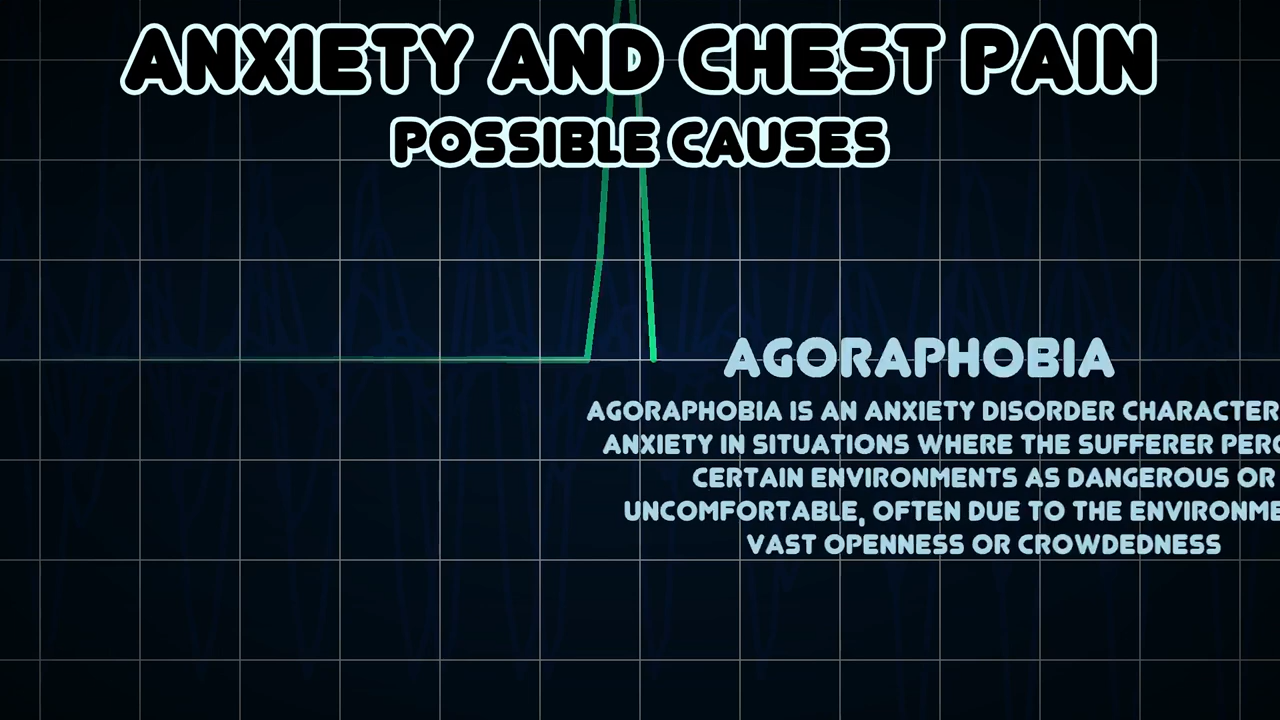 ANXIETY AND CHEST PAIN
POSSIBLE CAUSES
AGORAPHOBIA
AGORAPHOBIA IS AN ANXIETY DISORDER
ANXIETY IN SITUATIONS WHERE THE SUFFERER
CERTAIN ENVIRONMENTS AS DANGEROUS OR
UNCOMFORTABLE, OFTEN DUE TO THE
VAST OPENNESS OR CROWDEDNESS